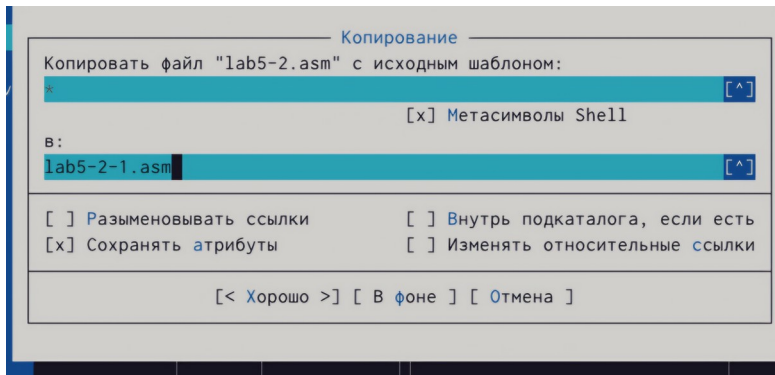 Копирование
Копировать файл "lab5-2.asm" с исходным шаблоном:
* [^]
[x] Метасимволы Shell
в:
lab5-2-1.asm [^]
[ ] Разыменовывать ссылки [ ] Внутрь подкаталога, если есть
[x] Сохранять атрибуты [ ] Изменять относительные ссылки
[< Хорошо >] [ В фоне ] [ Отмена ]